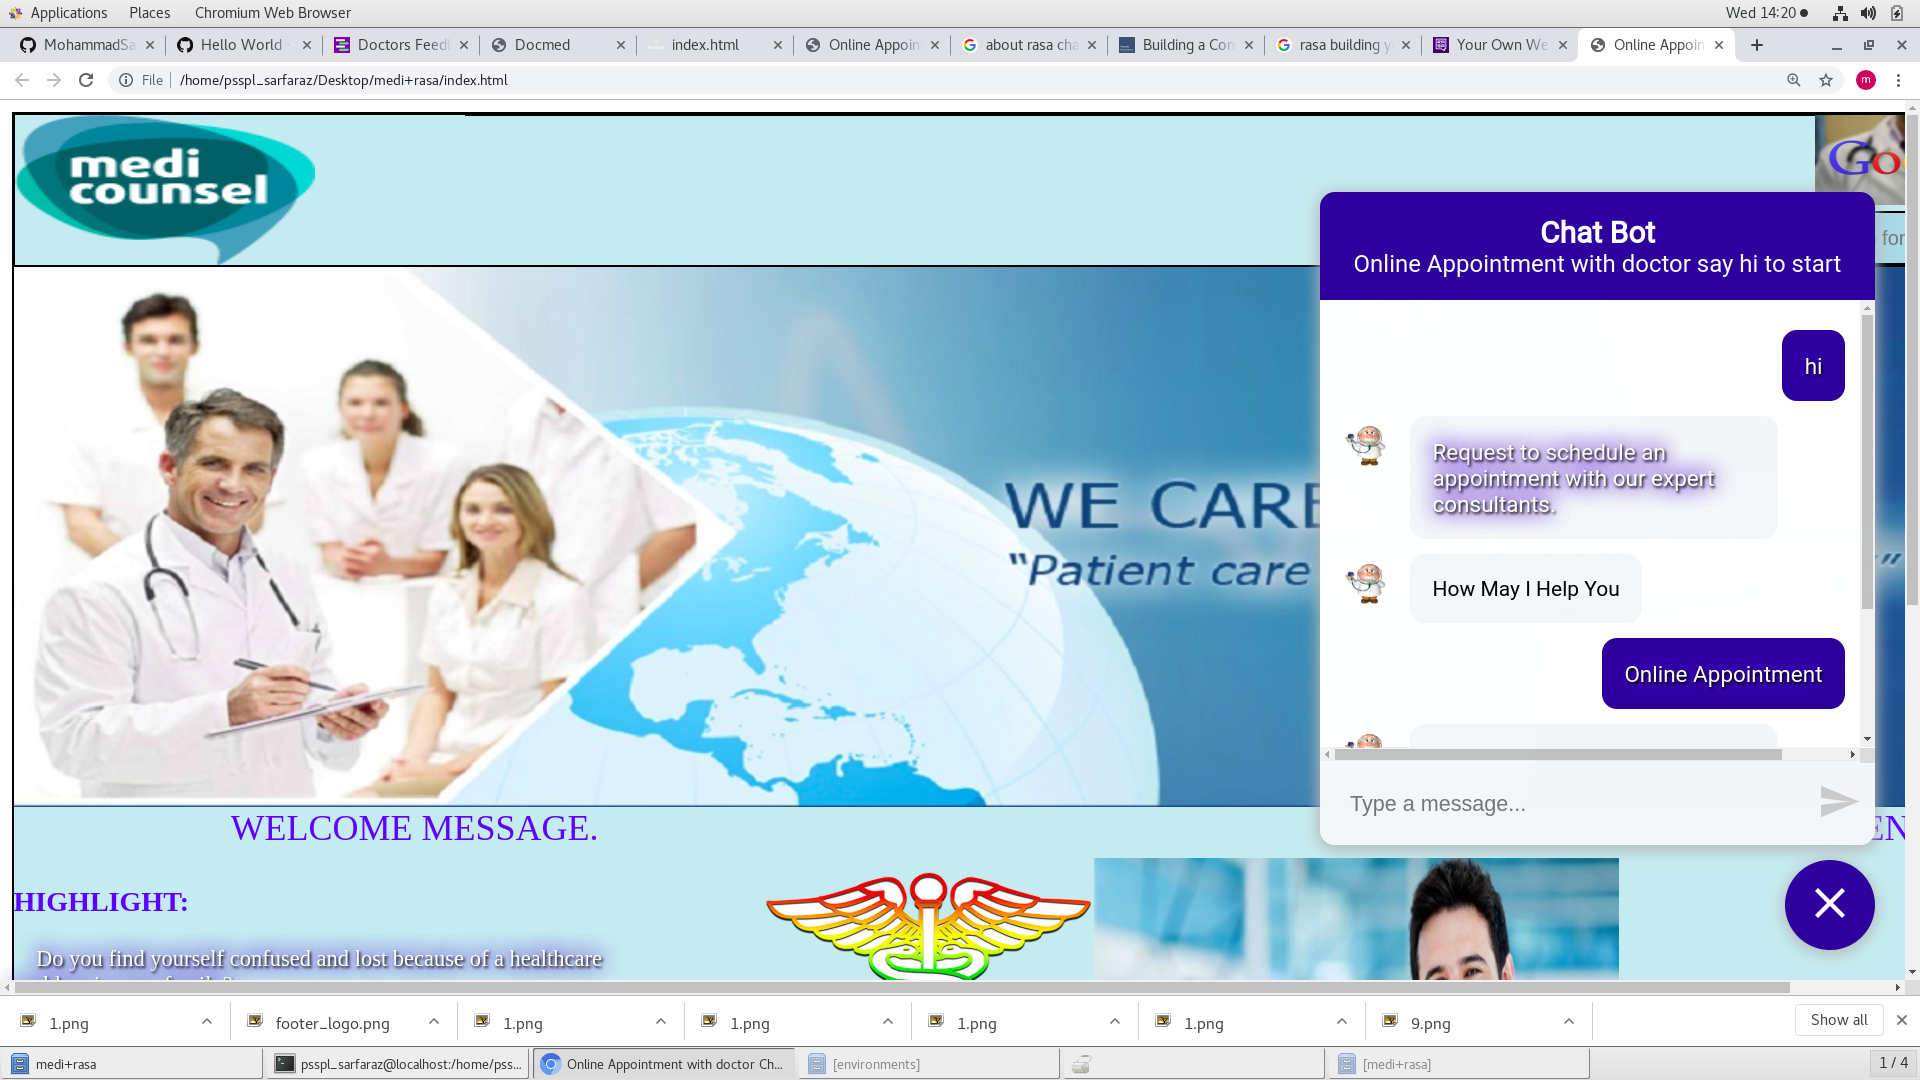 Applications Places Chromium Web Browser Wed 14:20
MohammadSa Hello World Doctors Feed Docmed index.html Online Appoin about rasa cha Building a Con rasa building y Your Own We Online Appoin
File /home/psspl_sarfaraz/Desktop/medi+rasa/index.html m
medi
counsel
Go
for
Chat Bot
Online Appointment with doctor say hi to start
hi
Request to schedule an
appointment with our expert
consultants.
How May I Help You
Online Appointment
Type a message...
WE CARE
“Patient care ”
WELCOME MESSAGE.
EN
HIGHLIGHT:
Do you find yourself confused and lost because of a healthcare
1.png footer_logo.png 1.png 1.png 1.png 1.png 9.png Show all
medi+rasa psspl_sarfaraz@localhost:/home/pss... Online Appointment with doctor Ch... [environments] [medi+rasa] 1 / 4